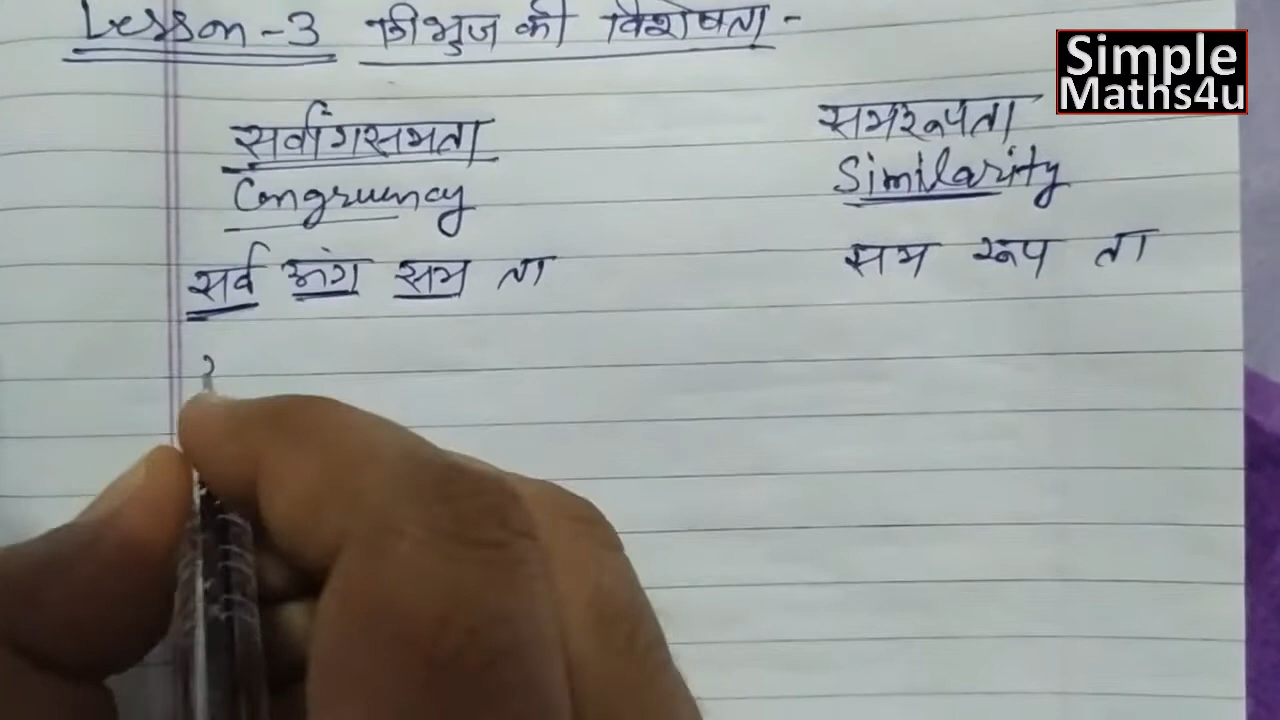 Lesson-3 त्रीभुज की विशेषता -
Simple
Maths4u
सर्वांगसमता
Congruency
सर्व अंग सम ता
समरूपता
Similarity
सम रूप ता